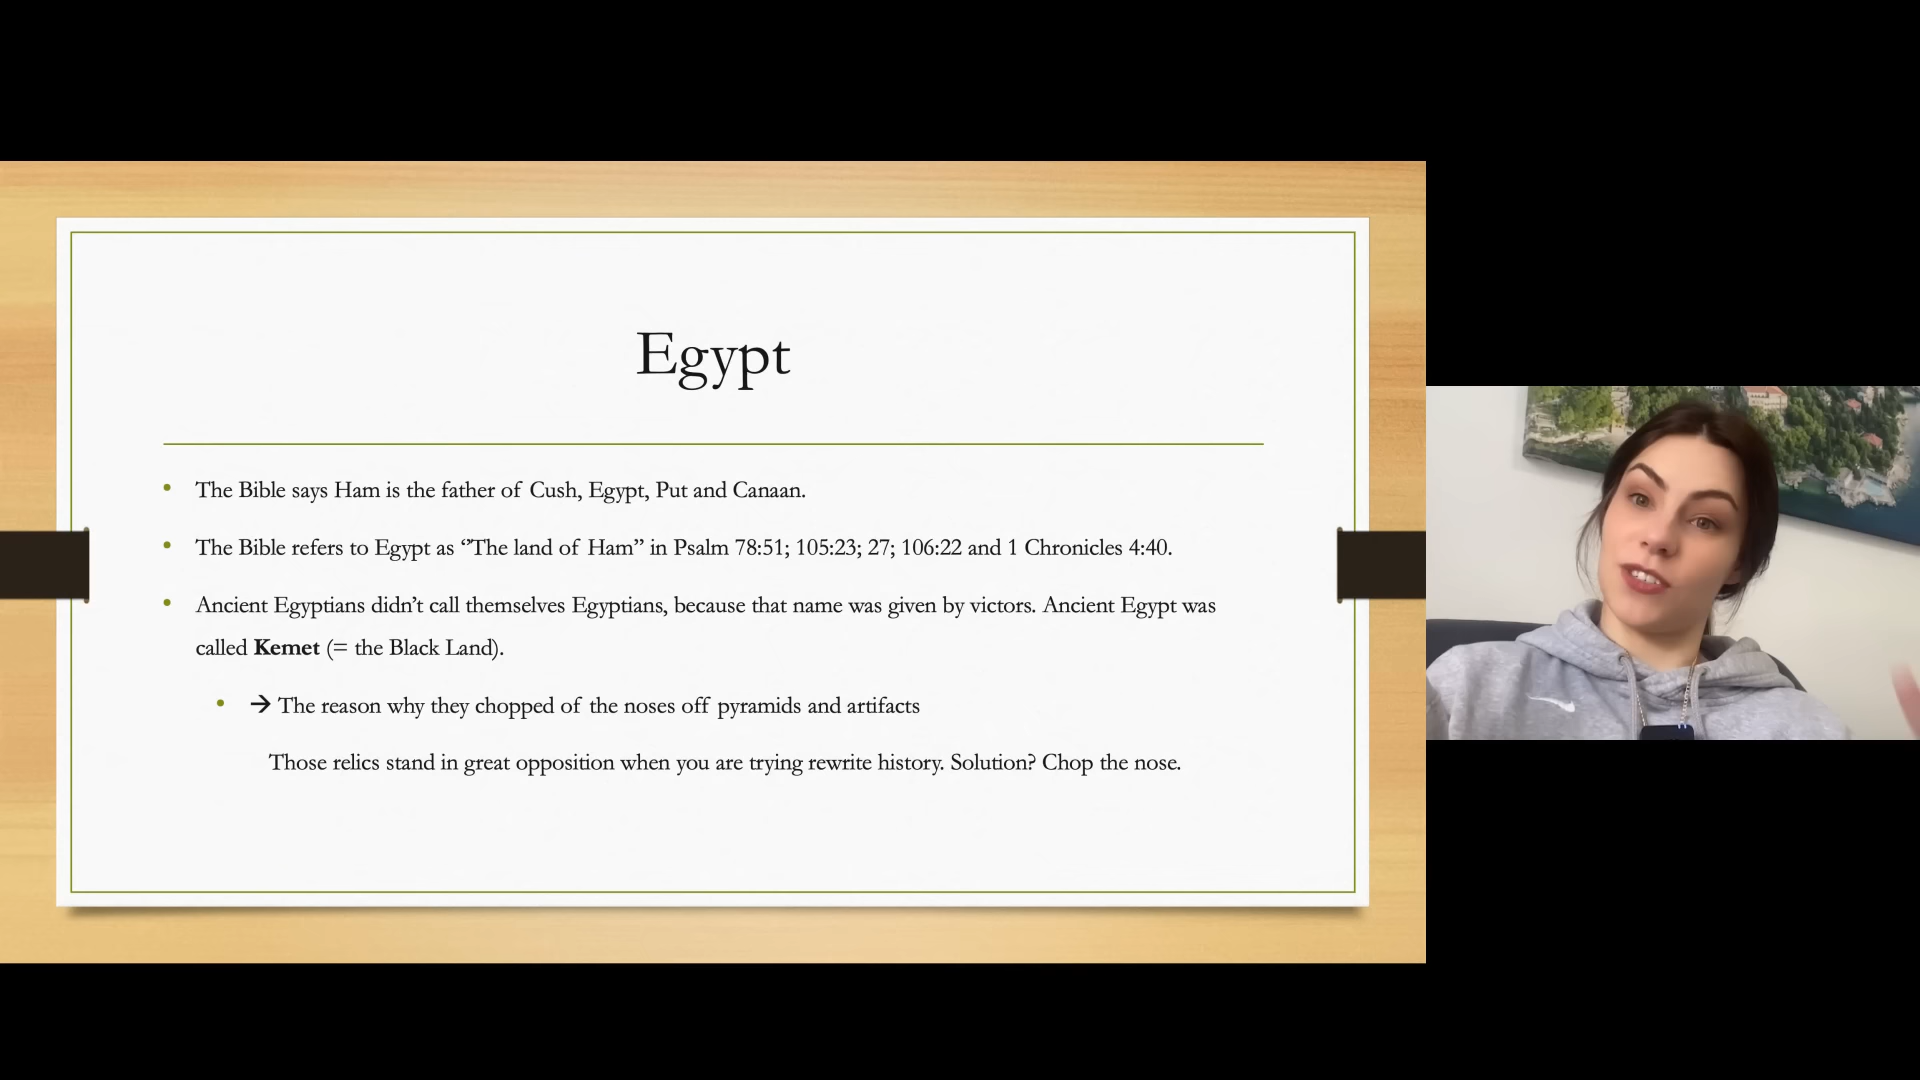 Egypt
• The Bible says Ham is the father of Cush, Egypt, Put and Canaan.
• The Bible refers to Egypt as “The land of Ham” in Psalm 78:51; 105:23; 27; 106:22 and 1 Chronicles 4:40.
• Ancient Egyptians didn’t call themselves Egyptians, because that name was given by victors. Ancient Egypt was
called Kemet (= the Black Land).
• → The reason why they chopped of the noses off pyramids and artifacts
Those relics stand in great opposition when you are trying rewrite history. Solution? Chop the nose.